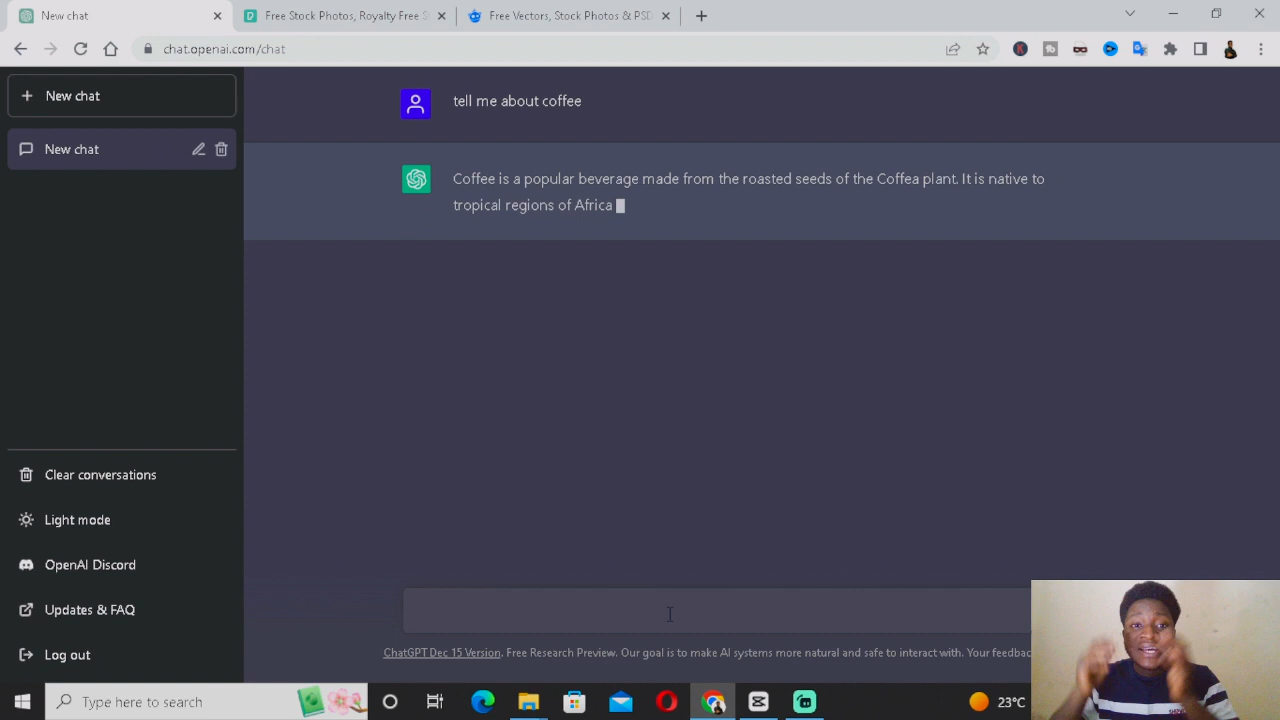 New chat
Free Stock Photos, Royalty Free S
Free Vectors, Stock Photos & PSD
chat.openai.com/chat
New chat
New chat
Clear conversations
Light mode
OpenAI Discord
Updates & FAQ
Log out
tell me about coffee
Coffee is a popular beverage made from the roasted seeds of the Coffea plant. It is native to
tropical regions of Africa
ChatGPT Dec 15 Version. Free Research Preview. Our goal is to make AI systems more natural and safe to interact with. Your feedbac
Type here to search
23°C